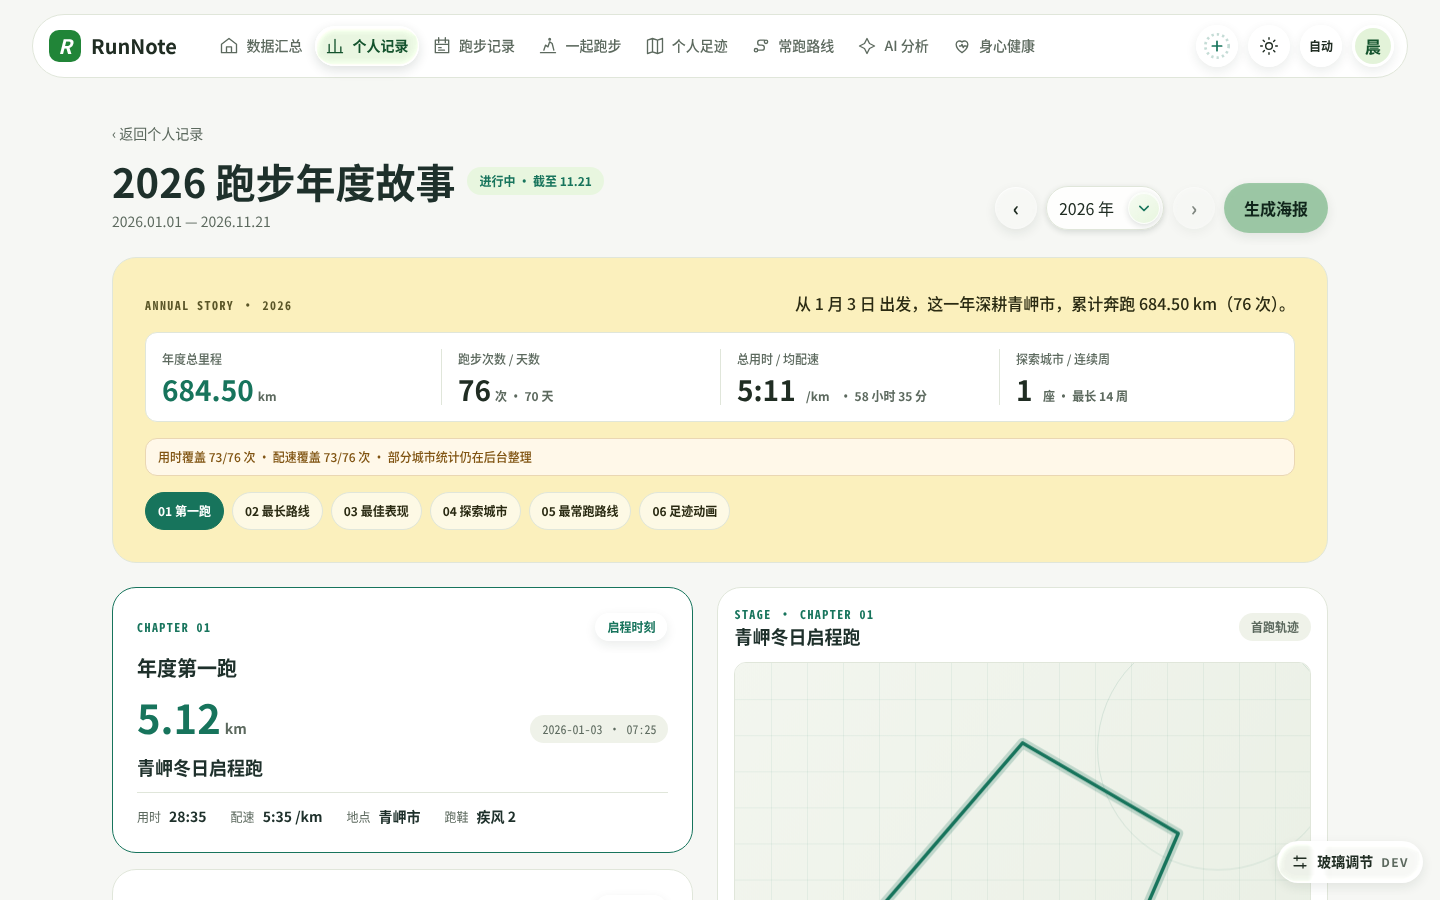 R RunNote 数据汇总 个人记录 跑步记录 一起跑步 个人足迹 常跑路线 AI 分析 身心健康 自动 晨
‹ 返回个人记录
2026 跑步年度故事 进行中 · 截至 11.21
2026.01.01 — 2026.11.21
‹ 2026 年 › 生成海报
ANNUAL STORY · 2026
从 1 月 3 日 出发，这一年深耕青岬市，累计奔跑 684.50 km（76 次）。
年度总里程 跑步次数 / 天数 总用时 / 均配速 探索城市 / 连续周
684.50 km 76 次 · 70 天 5:11 /km · 58 小时 35 分 1 座 · 最长 14 周
用时覆盖 73/76 次 · 配速覆盖 73/76 次 · 部分城市统计仍在后台整理
01 第一跑 02 最长路线 03 最佳表现 04 探索城市 05 最常跑路线 06 足迹动画
CHAPTER 01 启程时刻
年度第一跑
5.12 km 2026-01-03 · 07:25
青岬冬日启程跑
用时 28:35 配速 5:35 /km 地点 青岬市 跑鞋 疾风 2
STAGE · CHAPTER 01
青岬冬日启程跑 首跑轨迹
玻璃调节 DEV